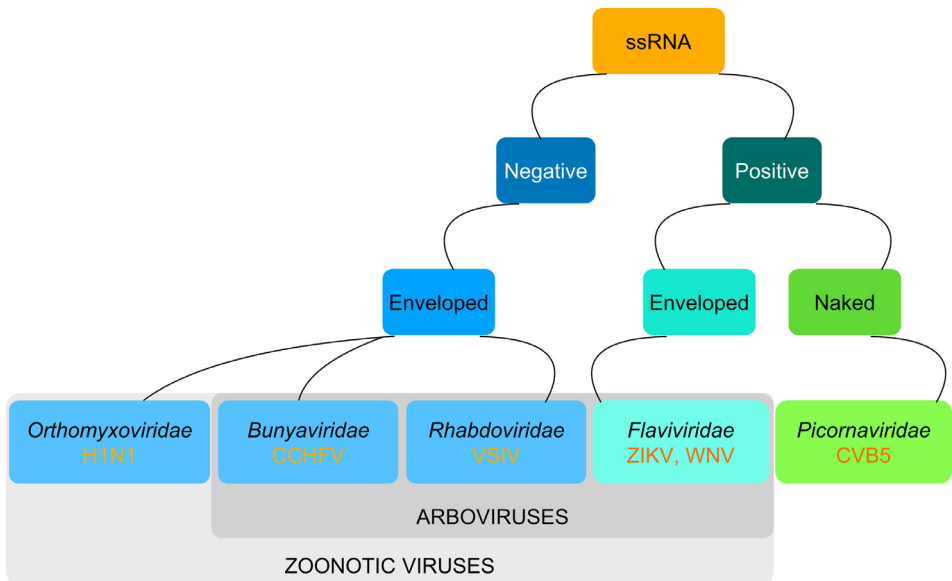 ssRNA
Negative
Positive
Enveloped
Enveloped
Naked
Orthomyxoviridae
H1N1
Bunyaviridae
CCHFV
Rhabdoviridae
VSIV
Flaviviridae
ZIKV, WNV
Picornaviridae
CVB5
ARBOVIRUSES
ZOONOTIC VIRUSES